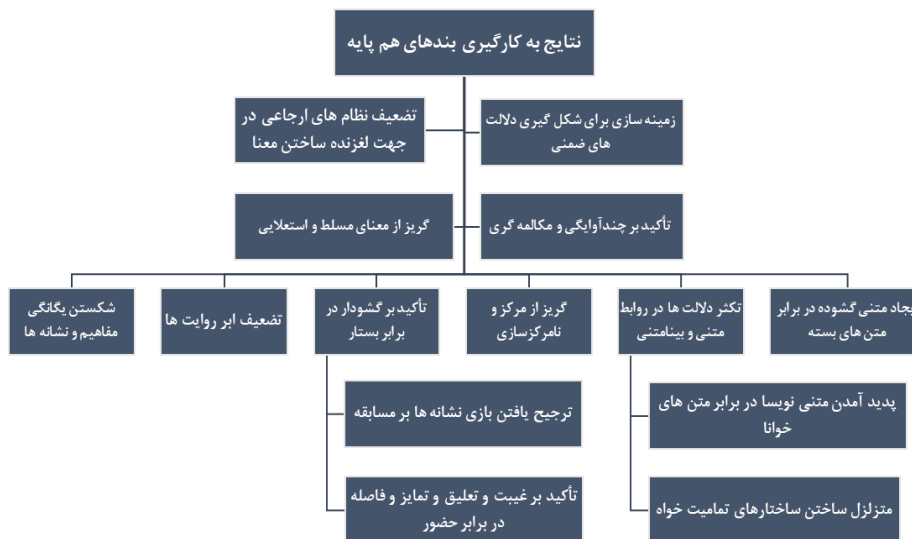 نتایج به کارگیری بندهای هم پایه
زمینه سازی برای شکل گیری دلالت
های ضمنی
تضعیف نظام های ارجاعی در
جهت لغزنده ساختن معنا
تأکید بر چندآوایگی و مکالمه گری
گریز از معنای مسلط و استعلایی
یجاد متنی گشوده در برابر
متن های بسته
تکثر دلالت ها در روابط
متنی و بینامتنی
گریز از مرکز و
نامرکزسازی
تأکید بر گشودار در
برابر بستار
تضعیف ابر روایت ها
شکستن یگانگی
مفاهیم و نشانه ها
پدید آمدن متنی نویسا در برابر متن های
خوانا
متزلزل ساختن ساختارهای تمامیت خواه
ترجیح یافتن بازی نشانه ها بر مسابقه
تأکید بر غیبت و تعلیق و تمایز و فاصله
در برابر حضور